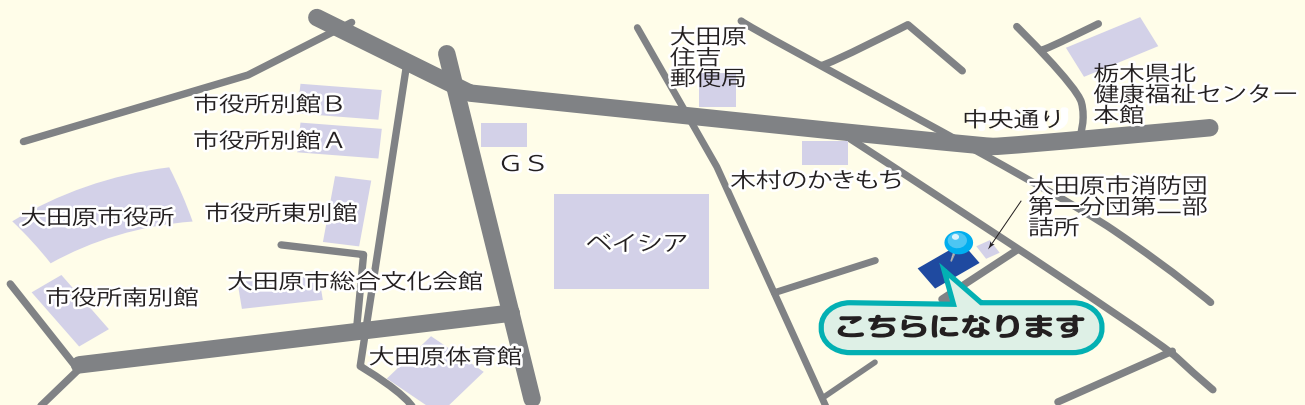 大田原
住吉
郵便局
栃木県北
健康福祉センター
本館
市役所別館B
市役所別館A
中央通り
GS
木村のかきもち
大田原市消防団
第一分団第二部
詰所
大田原市役所
市役所東別館
ベイシア
大田原市総合文化会館
市役所南別館
こちらになります
大田原体育館